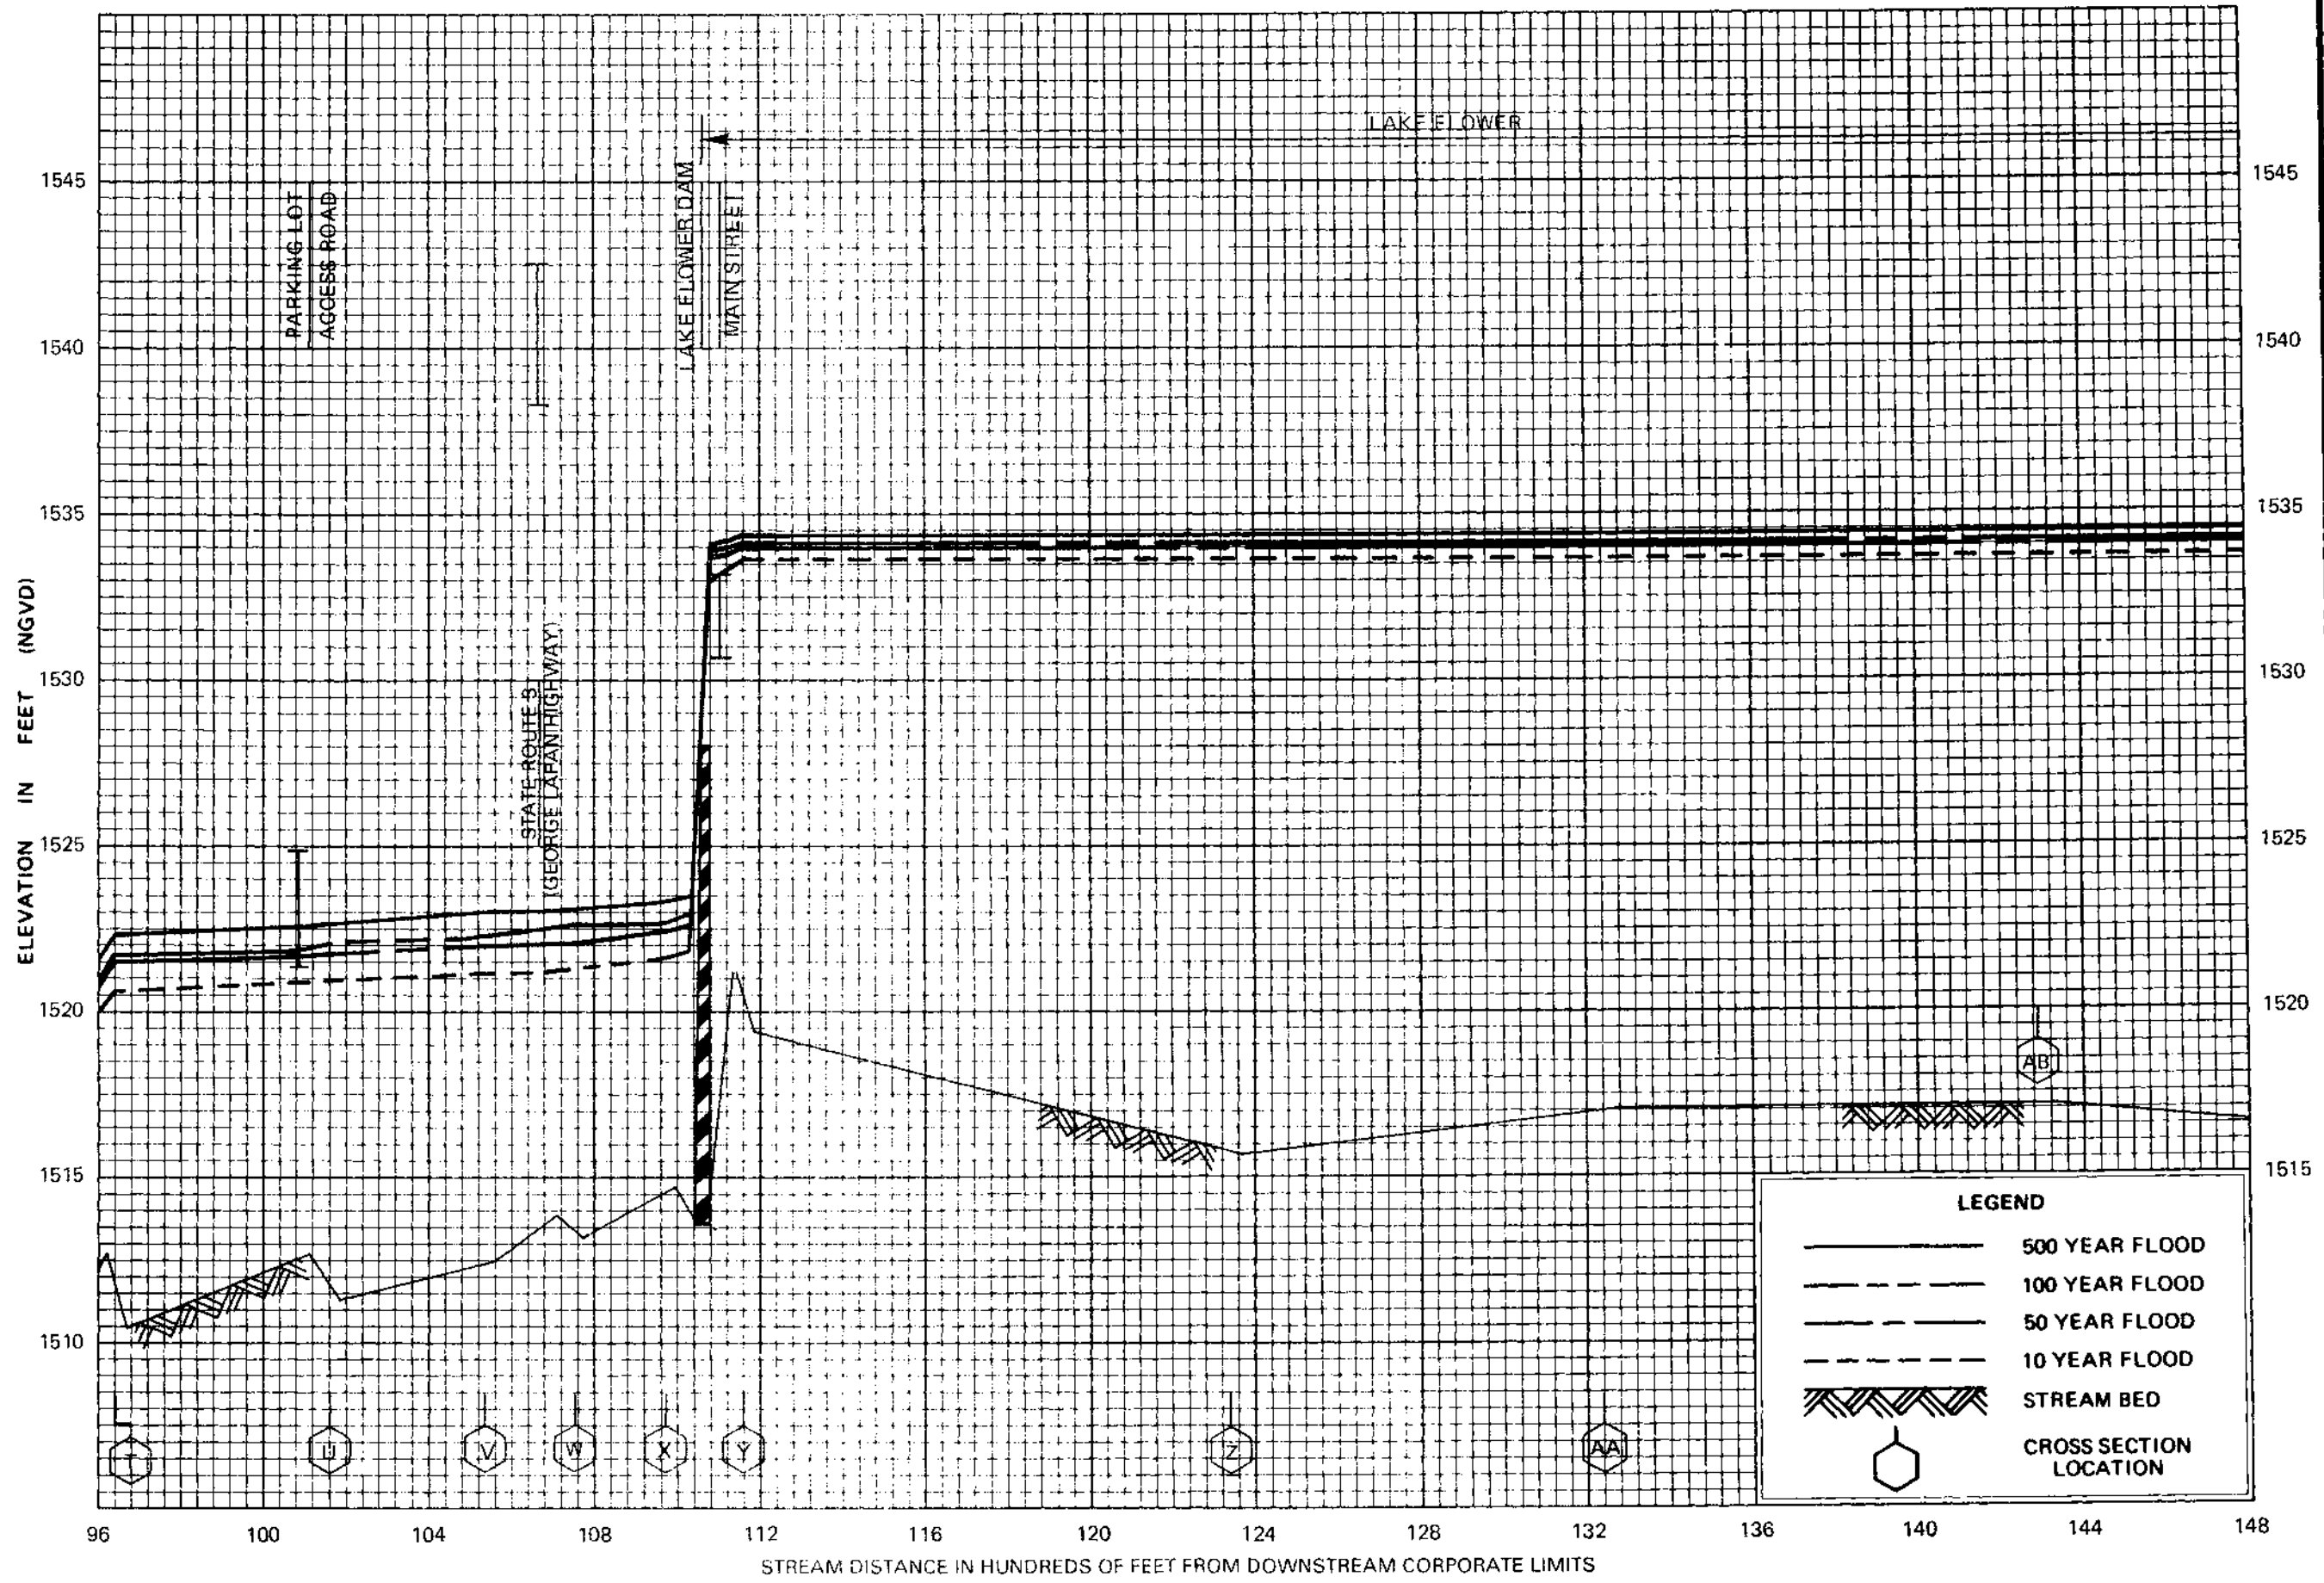 LAKE FLOWER
1545
1545
PARKING LOT
ACCESS ROAD
LAKE FLOWER DAM
MAIN STREET
1540
1540
1535
1535
ELEVATION IN FEET (NGVD)
1530
1530
STATE ROUTE 3
(GEORGE LAPAN HIGHWAY)
1525
1525
1520
1520
AB
1515
1515
1510
T
U
V
W
X
Y
Z
AA
LEGEND
500 YEAR FLOOD
100 YEAR FLOOD
50 YEAR FLOOD
10 YEAR FLOOD
STREAM BED
CROSS SECTION
LOCATION
96 100 104 108 112 116 120 124 128 132 136 140 144 148
STREAM DISTANCE IN HUNDREDS OF FEET FROM DOWNSTREAM CORPORATE LIMITS